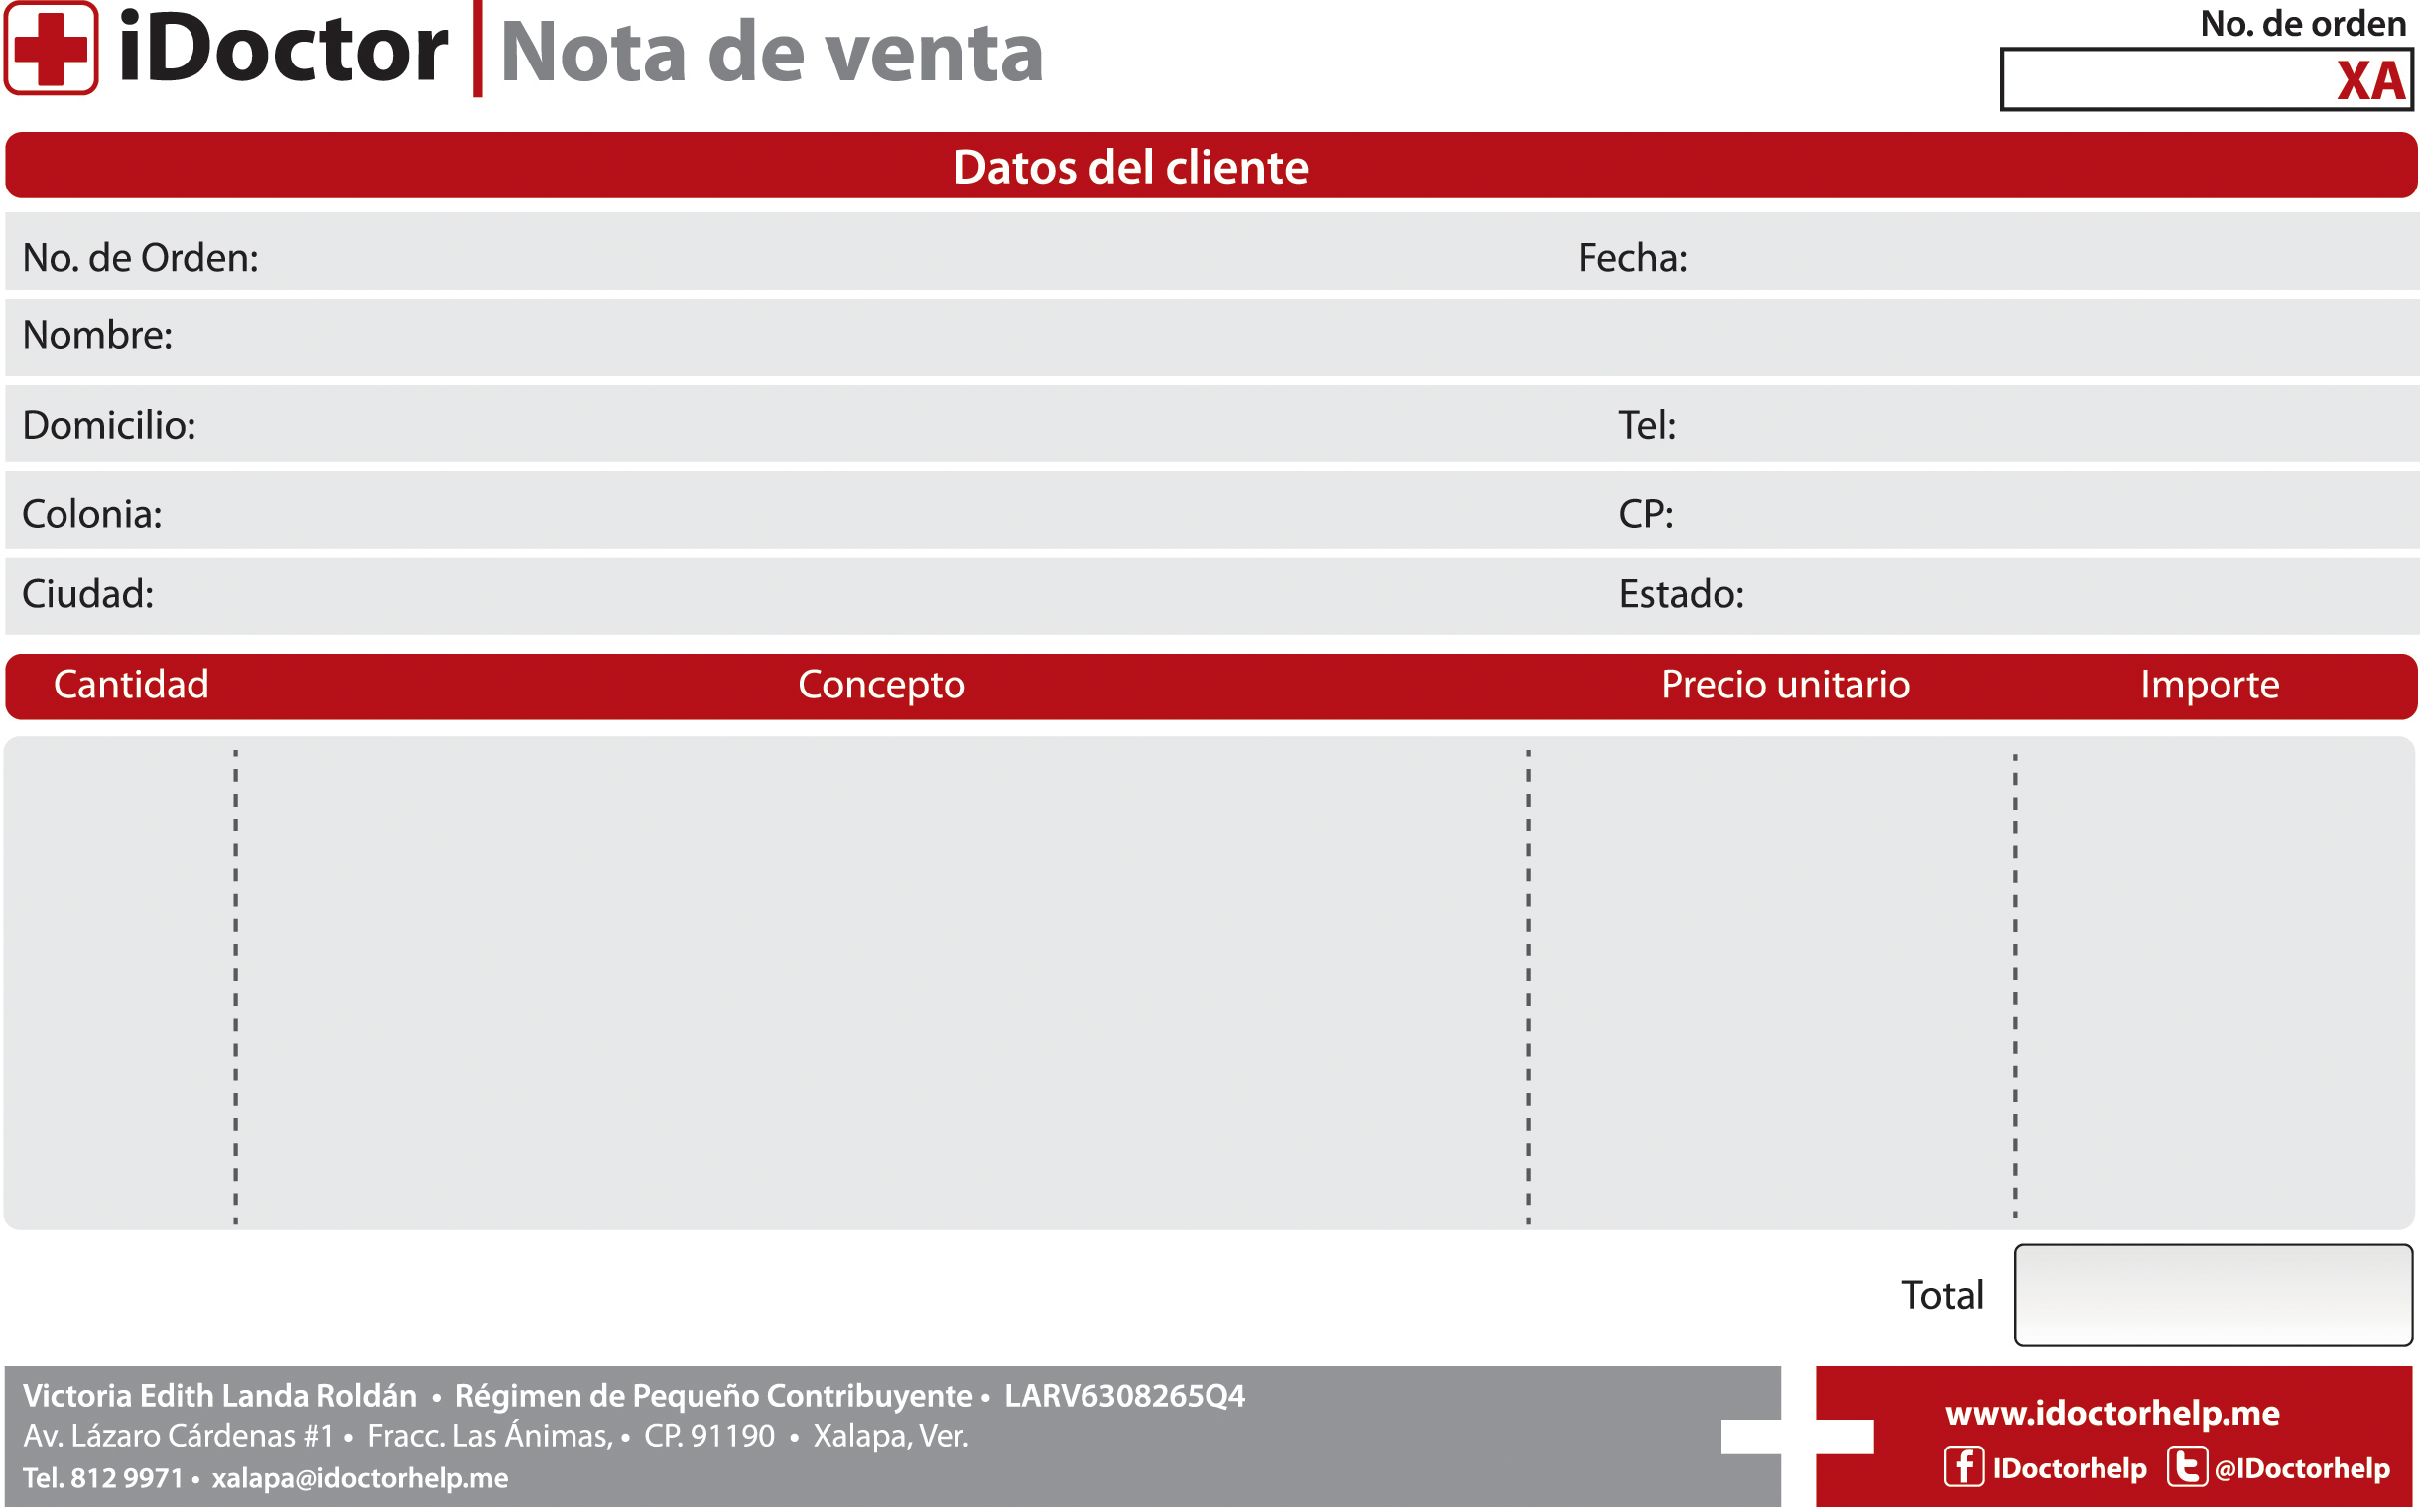 iDoctor Nota de venta
No. de orden
XA
Datos del cliente
No. de Orden: Fecha:
Nombre:
Domicilio: Tel:
Colonia: CP:
Ciudad: Estado:
Cantidad Concepto Precio unitario Importe
Total
Victoria Edith Landa Roldán • Régimen de Pequeño Contribuyente • LARV6308265Q4
Av. Lázaro Cárdenas #1 • Fracc. Las Ánimas, • CP. 91190 • Xalapa, Ver.
Tel. 812 9971 • xalapa@idoctorhelp.me
www.idoctorhelp.me
IDoctorhelp @IDoctorhelp